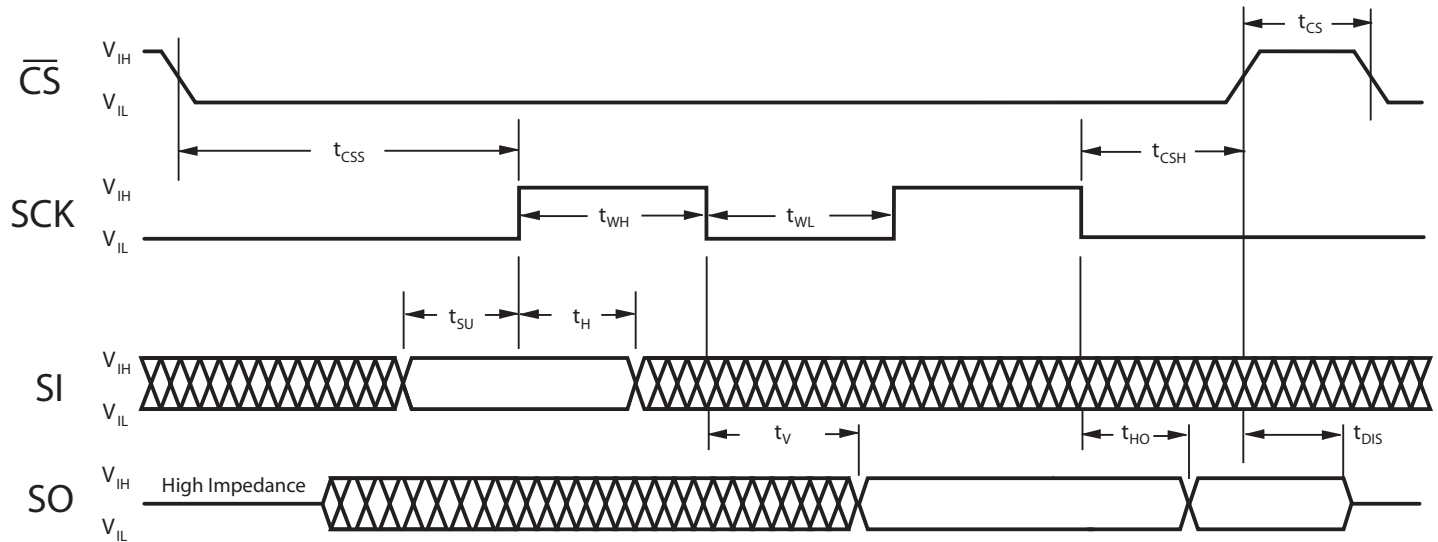 t_CS
V_IH
C̅S̅
V_IL
t_CSS
t_CSH
V_IH
SCK
t_WH
t_WL
V_IL
t_SU
t_H
V_IH
SI
V_IL
t_V
t_HO
t_DIS
V_IH
High Impedance
SO
V_IL